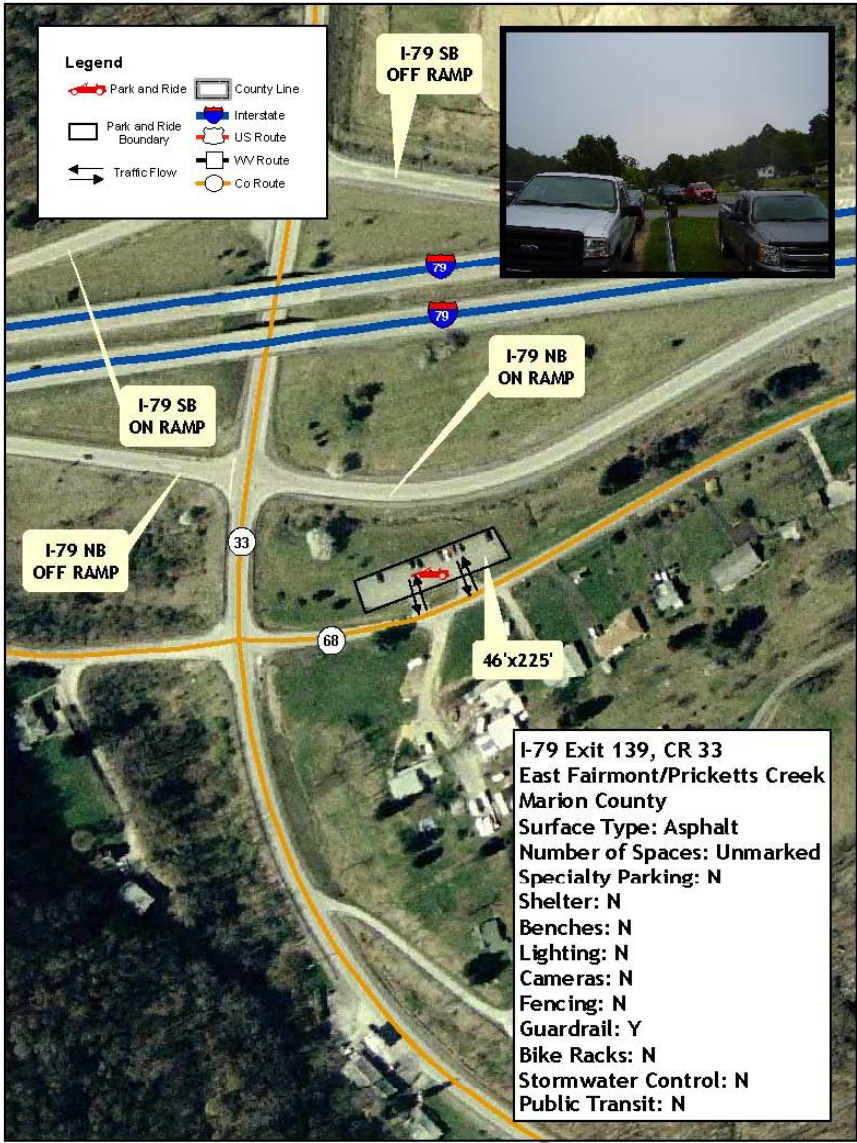 Legend
Park and Ride
County Line
Park and Ride
Boundary
Interstate
US Route
WV Route
Traffic Flow
Co Route
I-79 SB
OFF RAMP
79
79
I-79 SB
ON RAMP
I-79 NB
ON RAMP
I-79 NB
OFF RAMP
33
68
46'x225'
I-79 Exit 139, CR 33
East Fairmont/Pricketts Creek
Marion County
Surface Type: Asphalt
Number of Spaces: Unmarked
Specialty Parking: N
Shelter: N
Benches: N
Lighting: N
Cameras: N
Fencing: N
Guardrail: Y
Bike Racks: N
Stormwater Control: N
Public Transit: N